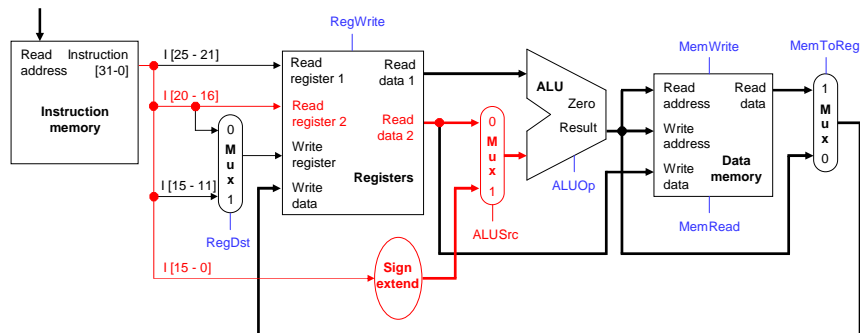 Read address
Instruction [31-0]
Instruction memory
I [25 - 21]
I [20 - 16]
I [15 - 11]
I [15 - 0]
0
M
u
x
1
RegDst
RegWrite
Read register 1
Read register 2
Write register
Write data
Read data 1
Read data 2
Registers
Sign extend
0
M
u
x
1
ALUSrc
ALU
Zero
Result
ALUOp
MemWrite
Read address
Write address
Write data
Read data
Data memory
MemRead
MemToReg
1
M
u
x
0